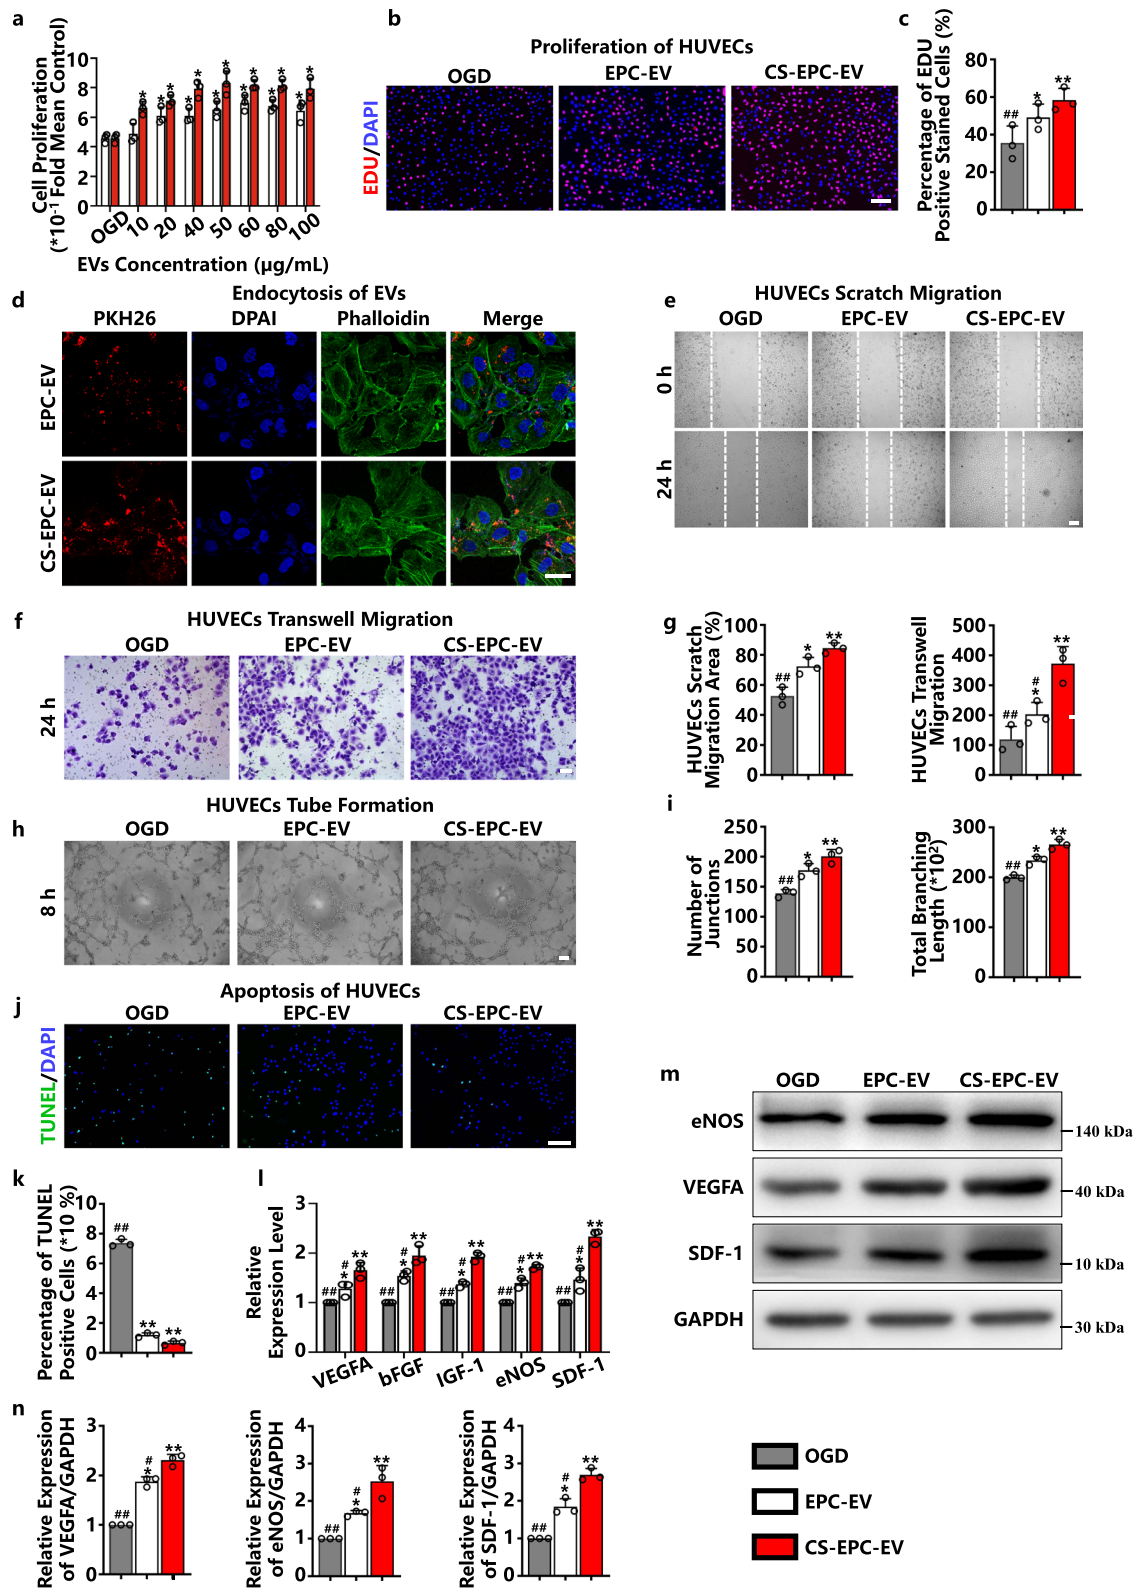 a
Cell Proliferation
(*10⁻¹ Fold Mean Control)
10
8
6
4
2
0
* * * * * * * * * * * * *
OGD 10 20 40 50 60 80 100
EVs Concentration (μg/mL)
b
Proliferation of HUVECs
OGD EPC-EV CS-EPC-EV
EDU/DAPI
c
Percentage of EDU
Positive Stained Cells (%)
80
60
40
20
0
## * **
d
Endocytosis of EVs
PKH26 DPAI Phalloidin Merge
EPC-EV
CS-EPC-EV
e
HUVECs Scratch Migration
OGD EPC-EV CS-EPC-EV
0 h
24 h
f
HUVECs Transwell Migration
OGD EPC-EV CS-EPC-EV
24 h
g
HUVECs Scratch
Migration Area (%)
100
80
60
40
20
0
## * **
HUVECs Transwell
Migration
500
400
300
200
100
0
## # * **
h
HUVECs Tube Formation
OGD EPC-EV CS-EPC-EV
8 h
i
Number of
Junctions
250
200
150
100
50
0
## * **
Total Branching
Length (*10²)
300
200
100
0
## * **
j
Apoptosis of HUVECs
OGD EPC-EV CS-EPC-EV
TUNEL/DAPI
k
Percentage of TUNEL
Positive Cells (*10 %)
10
8
6
4
2
0
## ** **
l
Relative
Expression Level
3
2
1
0
## # * ** ## # * ** ## # * ** ## # * ** ## # * **
VEGFA bFGF IGF-1 eNOS SDF-1
m
OGD EPC-EV CS-EPC-EV
eNOS 140 kDa
VEGFA 40 kDa
SDF-1 10 kDa
GAPDH 30 kDa
n
Relative Expression
of VEGFA/GAPDH
3
2
1
0
## # * **
Relative Expression
of eNOS/GAPDH
4
3
2
1
0
## # * **
Relative Expression
of SDF-1/GAPDH
4
3
2
1
0
## # * **
OGD
EPC-EV
CS-EPC-EV